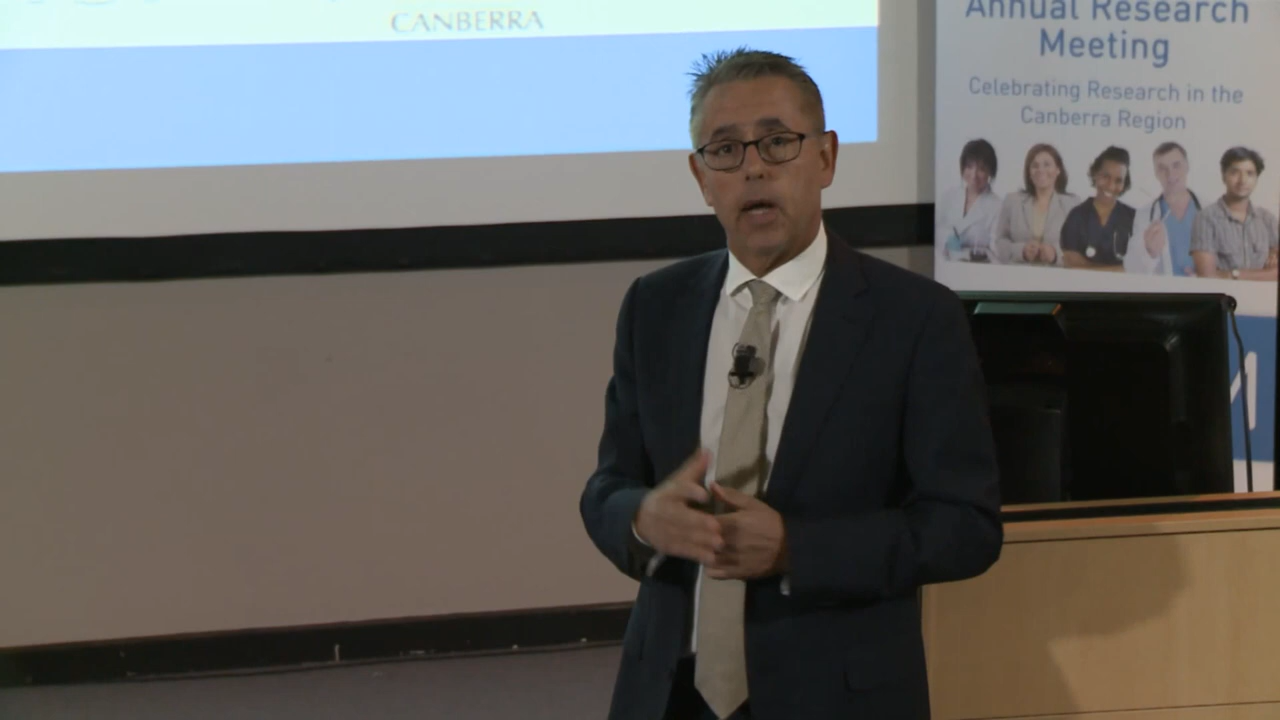 CANBERRA
Annual Research
Meeting
Celebrating Research in the
Canberra Region